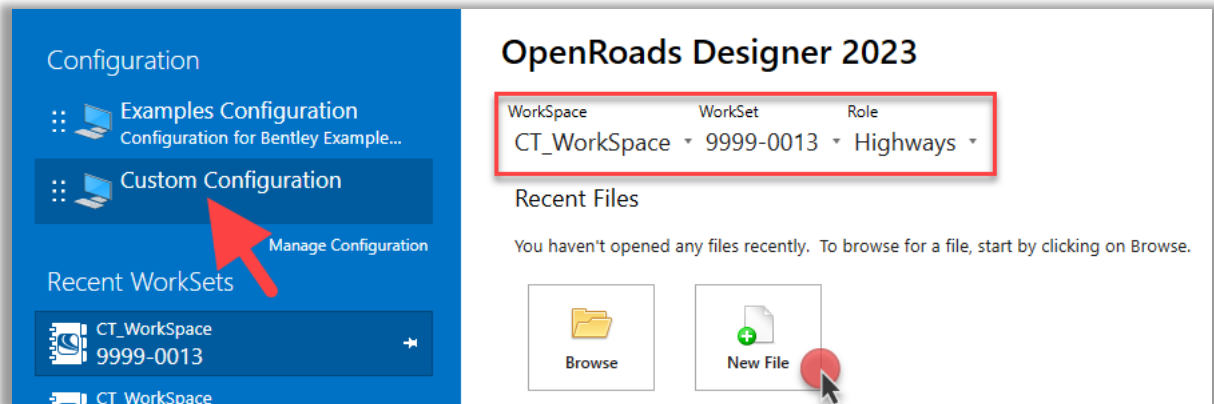 Configuration
Examples Configuration
Configuration for Bentley Example...
Custom Configuration
Manage Configuration
Recent WorkSets
CT_WorkSpace
9999-0013
CT_WorkSpace
OpenRoads Designer 2023
WorkSpace WorkSet Role
CT_WorkSpace 9999-0013 Highways
Recent Files
You haven't opened any files recently. To browse for a file, start by clicking on Browse.
Browse New File